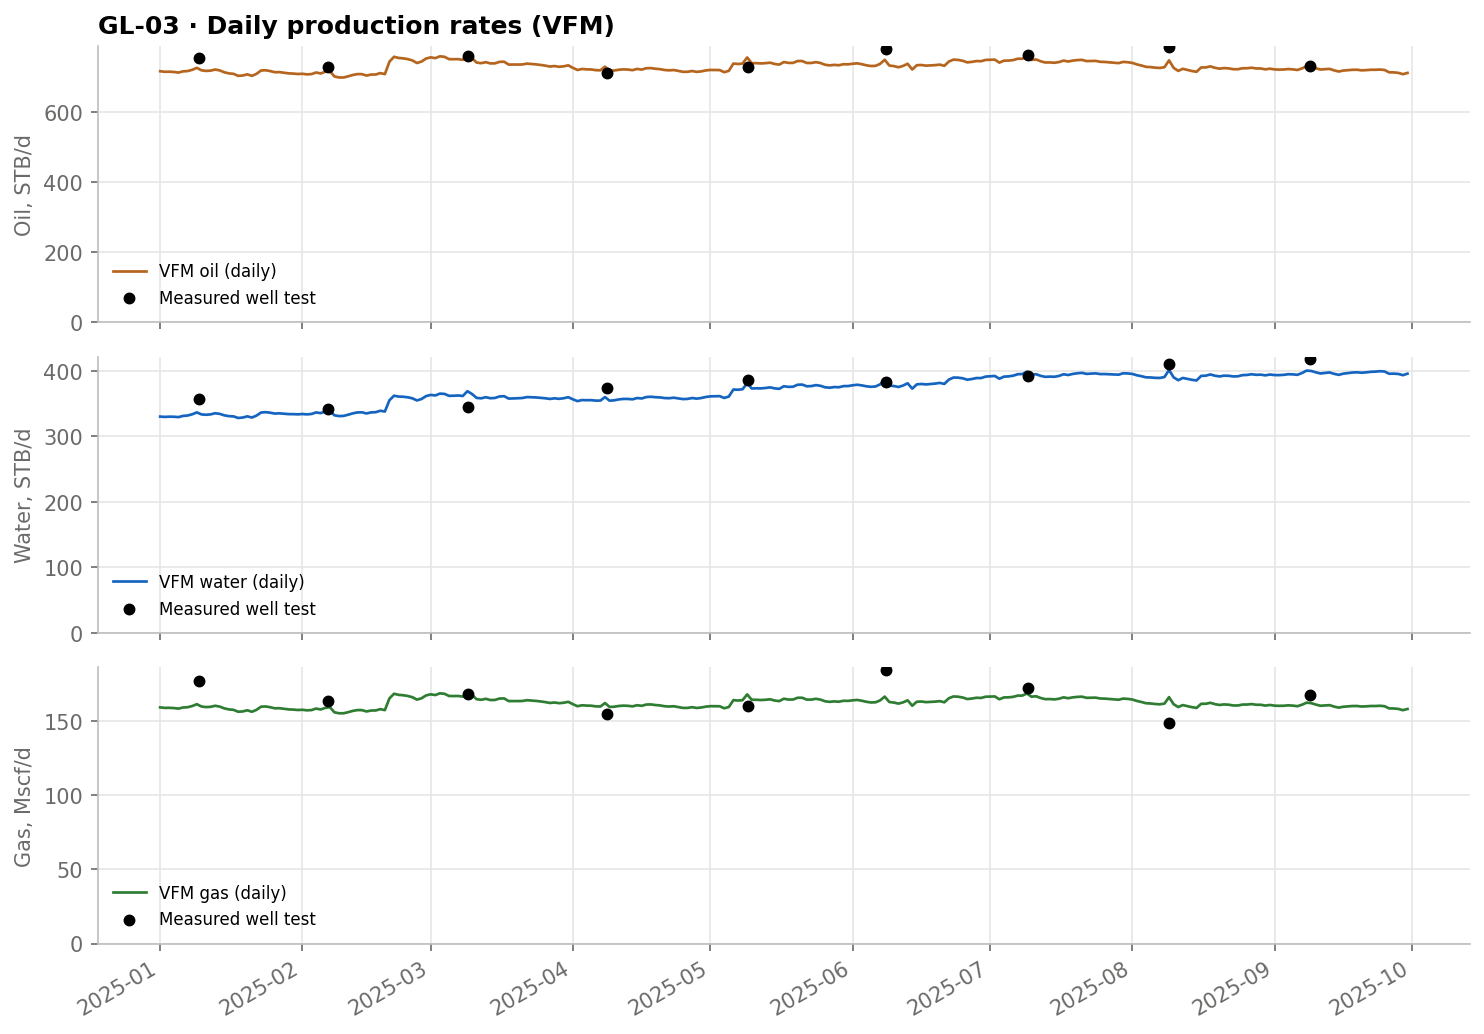 GL-03 · Daily production rates (VFM)
Oil, STB/d
600
400
200
0
VFM oil (daily)
Measured well test
Water, STB/d
400
300
200
100
0
VFM water (daily)
Measured well test
Gas, Mscf/d
150
100
50
0
VFM gas (daily)
Measured well test
2025-01
2025-02
2025-03
2025-04
2025-05
2025-06
2025-07
2025-08
2025-09
2025-10